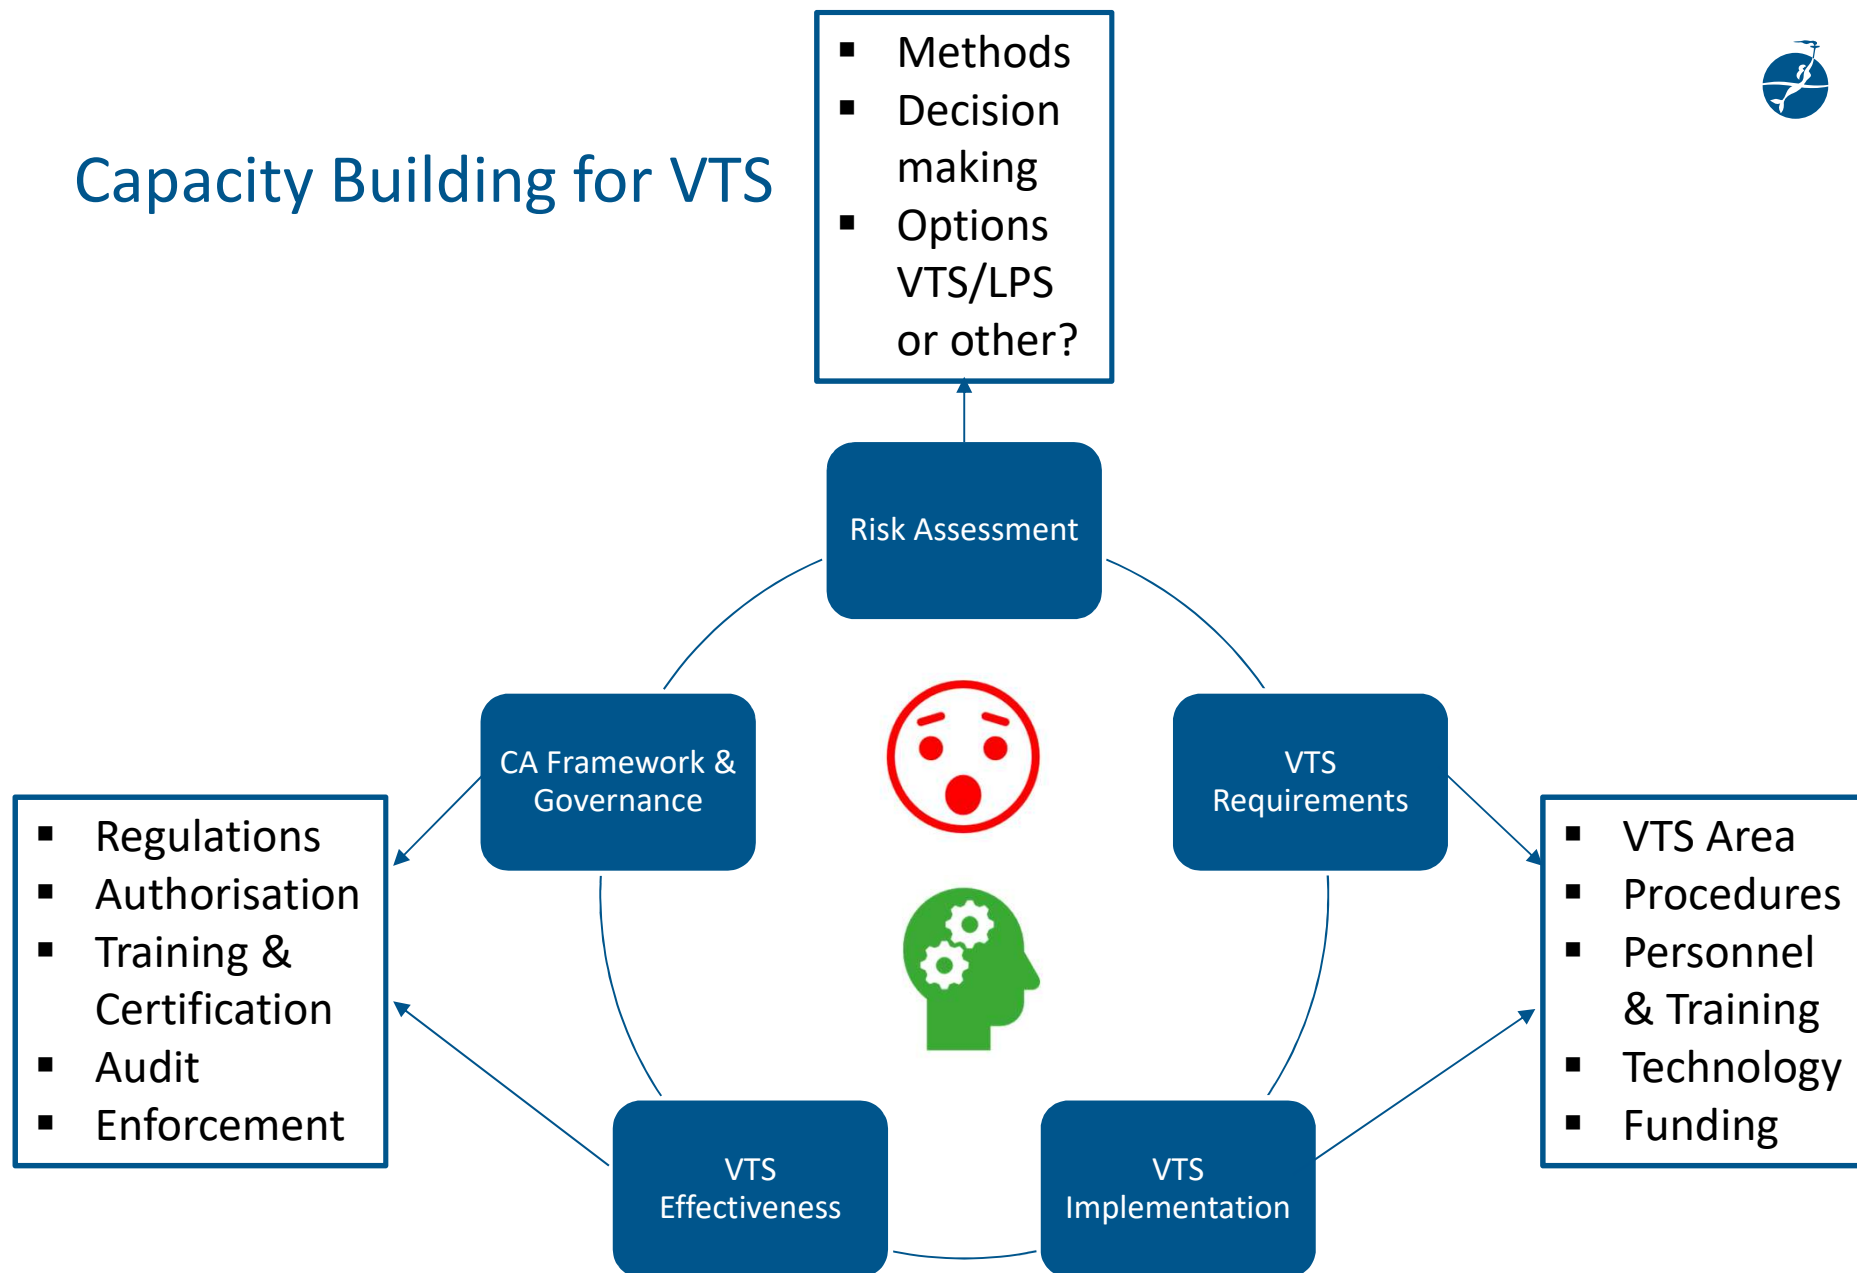 Capacity Building for VTS
▪ Methods
▪ Decision
making
▪ Options
VTS/LPS
or other?
Risk Assessment
CA Framework &
Governance
VTS
Requirements
▪ Regulations
▪ Authorisation
▪ Training &
Certification
▪ Audit
▪ Enforcement
▪ VTS Area
▪ Procedures
▪ Personnel
& Training
▪ Technology
▪ Funding
VTS
Effectiveness
VTS
Implementation